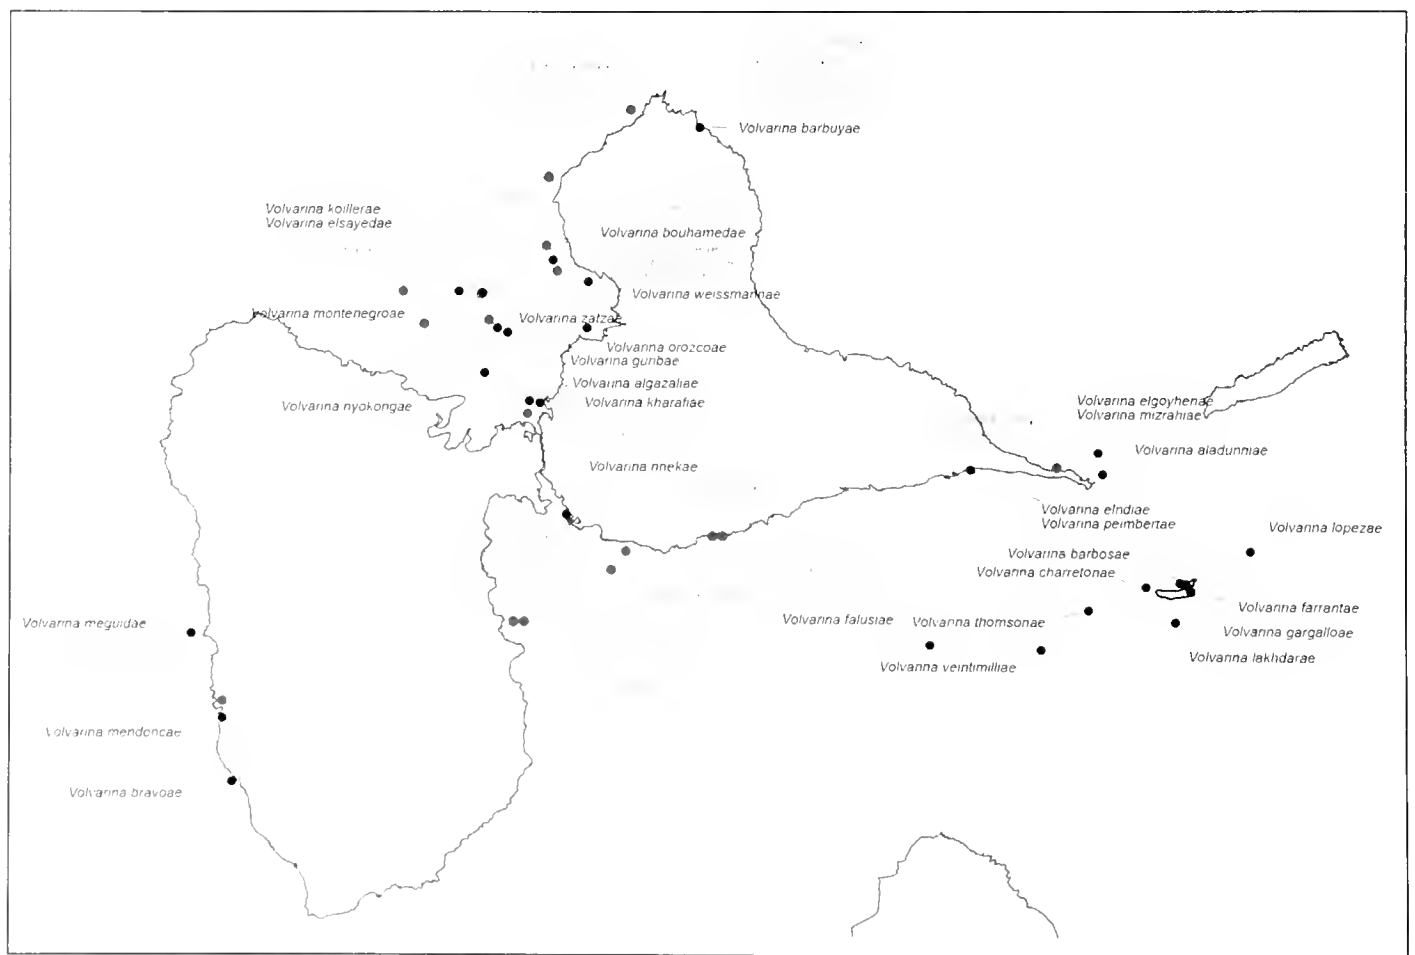 Volvarina barbuyae
Volvarina koillerae
Volvarina elsayedae
Volvarina bouhamedae
Volvarina weissmannae
Volvarina montenegroae
Volvarina zatzae
Volvarina orozcoae
Volvarina guribae
Volvarina algazaliae
Volvarina kharafiae
Volvarina nyokongae
Volvarina elgoyhenae
Volvarina mizrahiae
Volvarina aladunniae
Volvarina nnekae
Volvarina elridiae
Volvarina peimbertae
Volvarina lopezae
Volvarina barbosae
Volvarina charretonae
Volvarina farrantae
Volvarina falusiae
Volvarina thomsonae
Volvarina gargalloae
Volvarina lakhdarae
Volvarina veintimilliae
Volvarina meguidae
Volvarina mendoncae
Volvarina bravoae